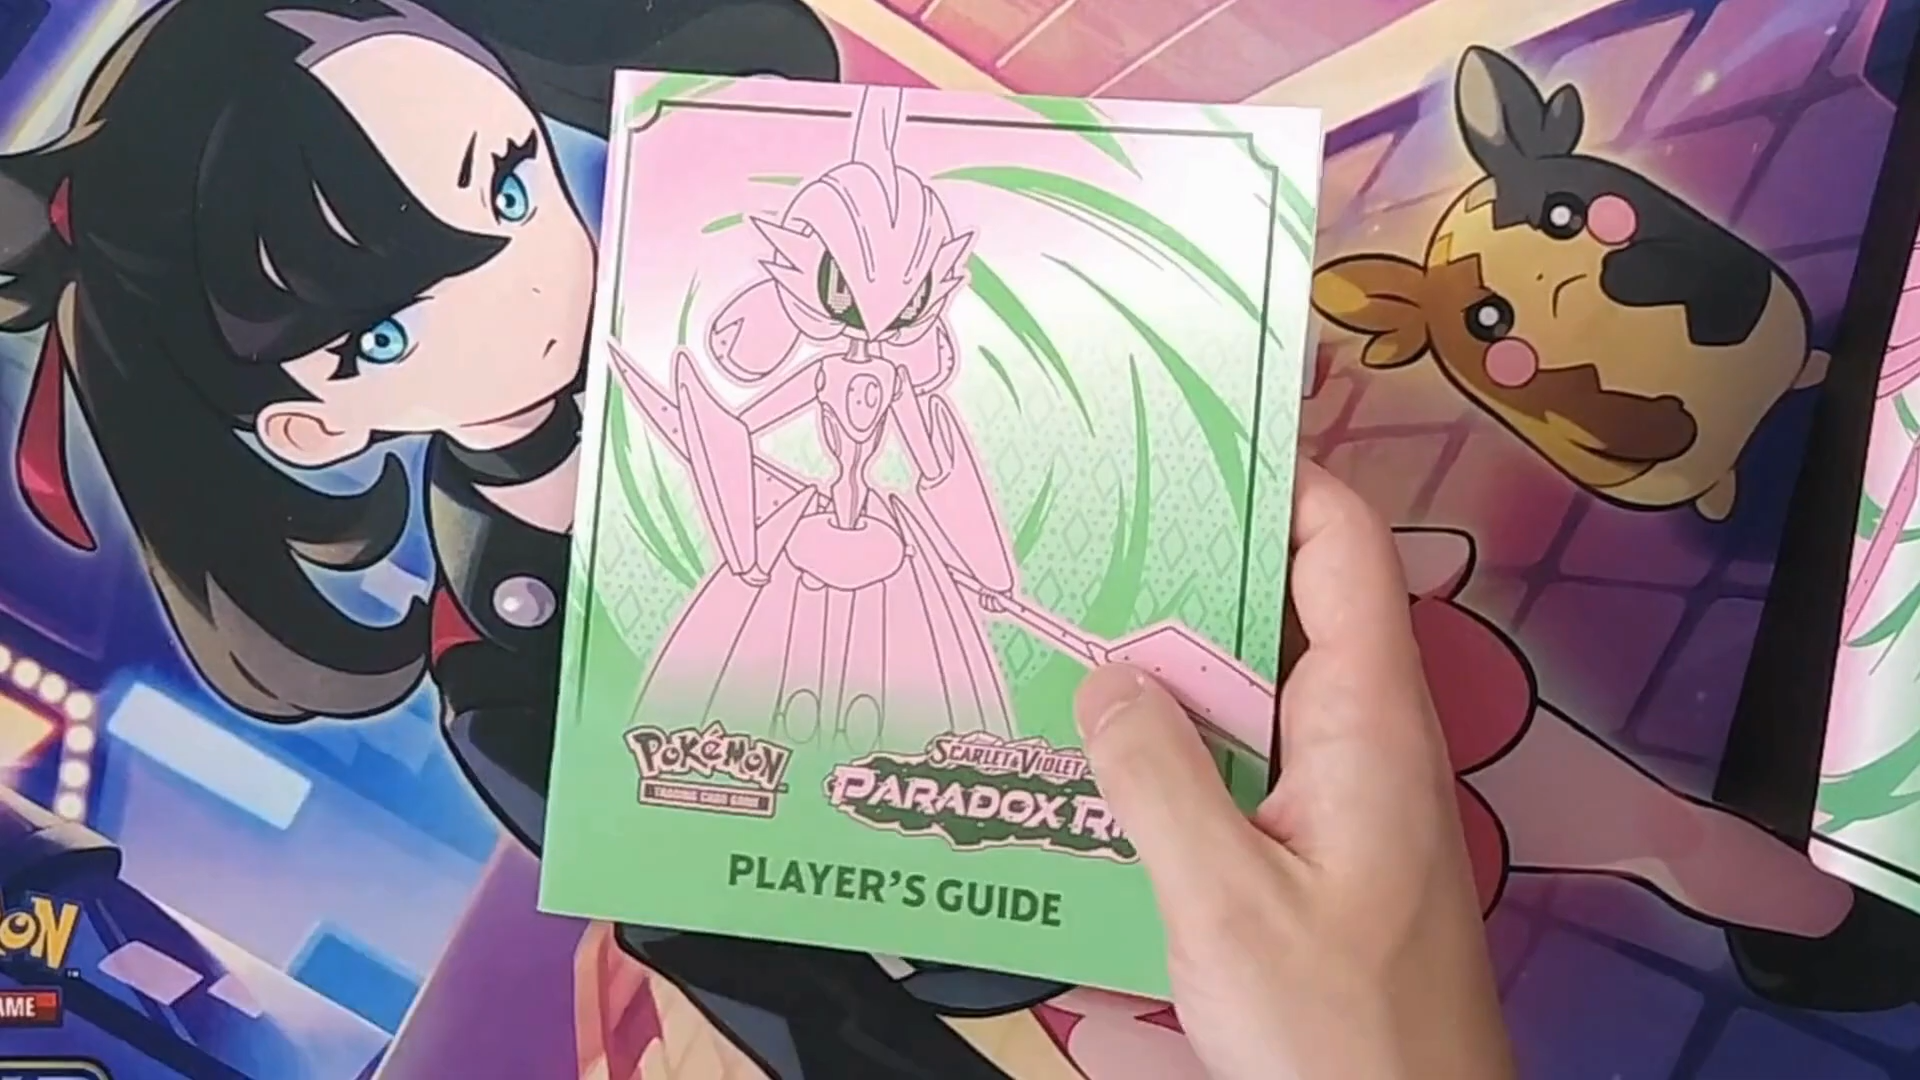 POKéMON
TRADING CARD GAME
SCARLET & VIOLET
PARADOX
PLAYER'S GUIDE